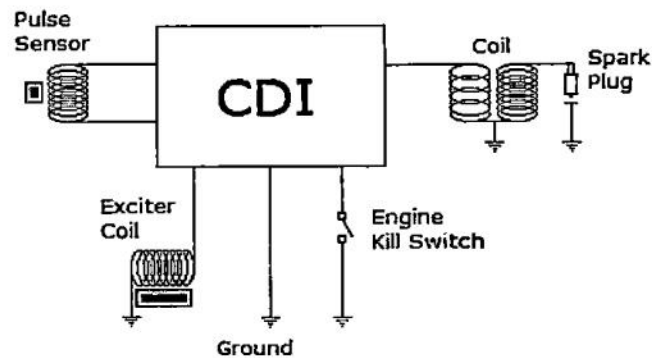 Pulse
Sensor
CDI
Coil
Spark
Plug
Exciter
Coil
Engine
Kill Switch
Ground